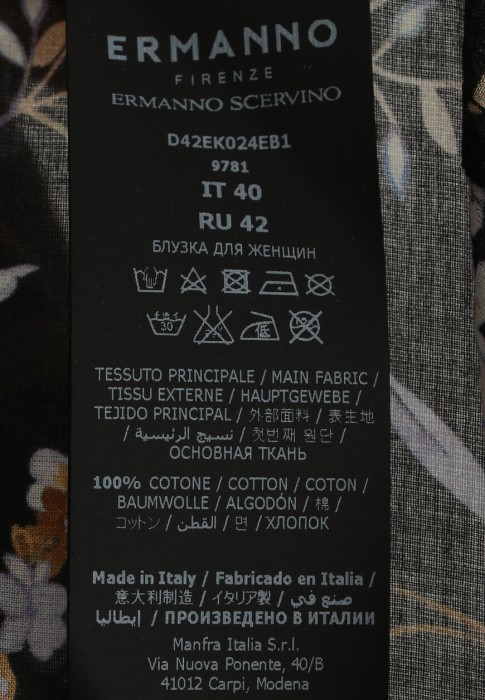 ERMANNO
FIRENZE
ERMANNO SCERVINO
D42EK024EB1
9781
IT 40
RU 42
БЛУЗКА ДЛЯ ЖЕНЩИН
30
TESSUTO PRINCIPALE / MAIN FABRIC /
TISSU EXTERNE / HAUPTGEWEBE /
TEJIDO PRINCIPAL / 外部面料 / 表生地
/ نسيج الرئيسية / 첫번째 원단 /
ОСНОВНАЯ ТКАНЬ
100% COTONE / COTTON / COTON /
BAUMWOLLE / ALGODÓN / 棉 /
コットン / القطن / 면 / ХЛОПОК
Made in Italy / Fabricado en Italia /
意大利制造 / イタリア製 / صنع في
إيطاليا / ПРОИЗВЕДЕНО В ИТАЛИИ
Manfra Italia S.r.l.
Via Nuova Ponente, 40/B
41012 Carpi, Modena